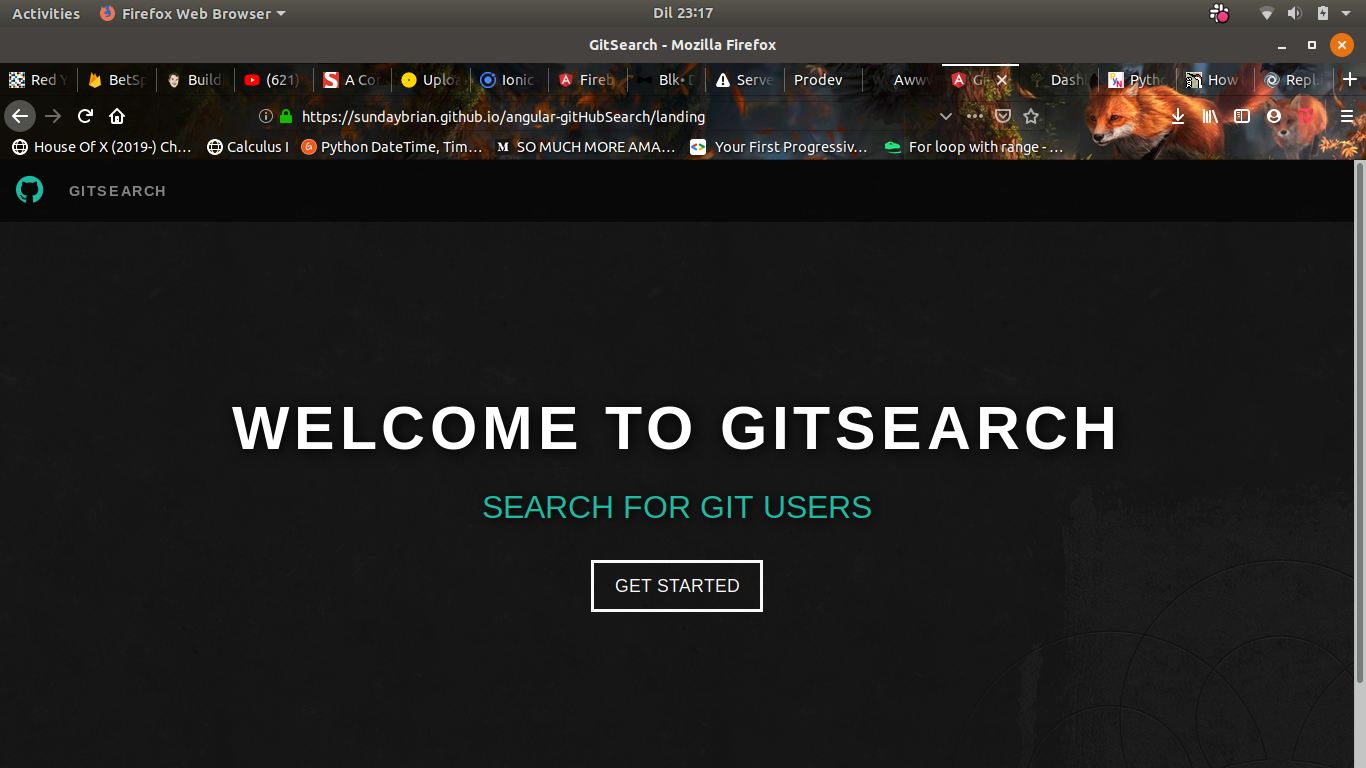 Activities Firefox Web Browser Dil 23:17
GitSearch - Mozilla Firefox
Red BetSp Build (621) A Cor Uploa Ionic Fireb Blk• Serve Prodev Aww Dash Pytho How Repl.
https://sundaybrian.github.io/angular-gitHubSearch/landing
House Of X (2019-) Ch… Calculus I Python DateTime, Tim… M SO MUCH MORE AMA… Your First Progressiv… For loop with range - …
GITSEARCH
WELCOME TO GITSEARCH
SEARCH FOR GIT USERS
GET STARTED